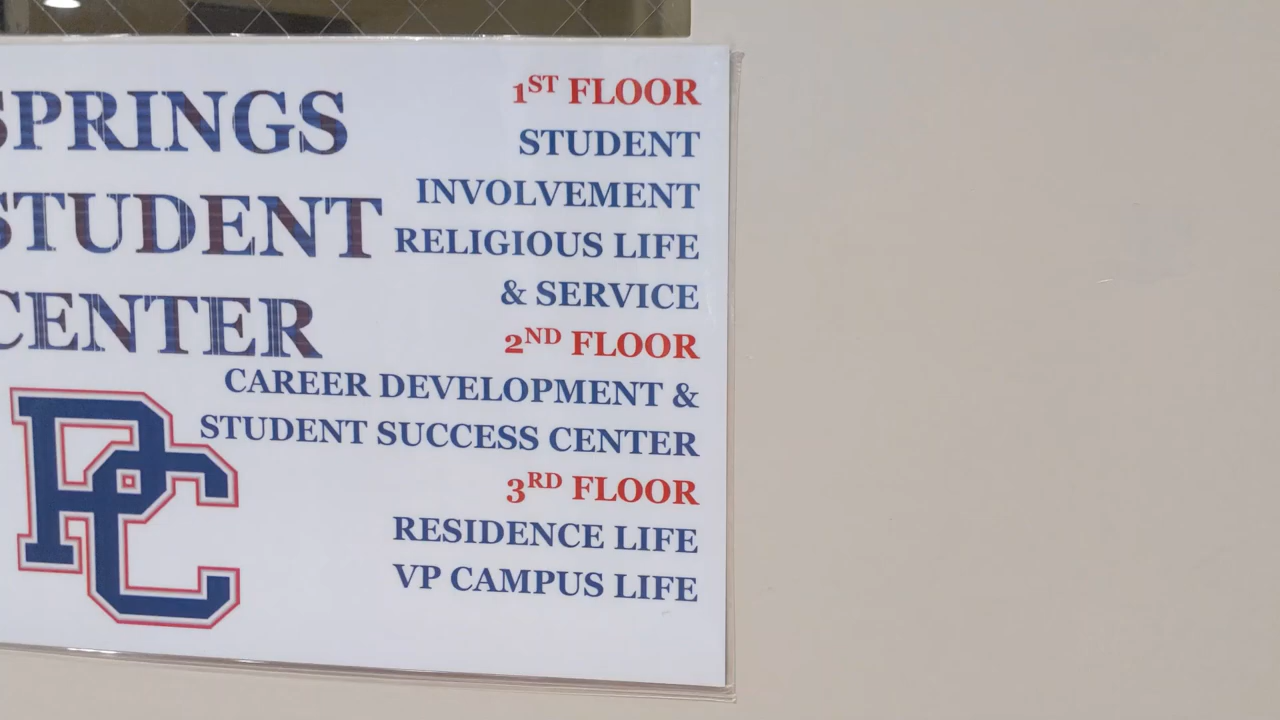 SPRINGS
STUDENT
CENTER
PC
1ST FLOOR
STUDENT
INVOLVEMENT
RELIGIOUS LIFE
& SERVICE
2ND FLOOR
CAREER DEVELOPMENT &
STUDENT SUCCESS CENTER
3RD FLOOR
RESIDENCE LIFE
VP CAMPUS LIFE